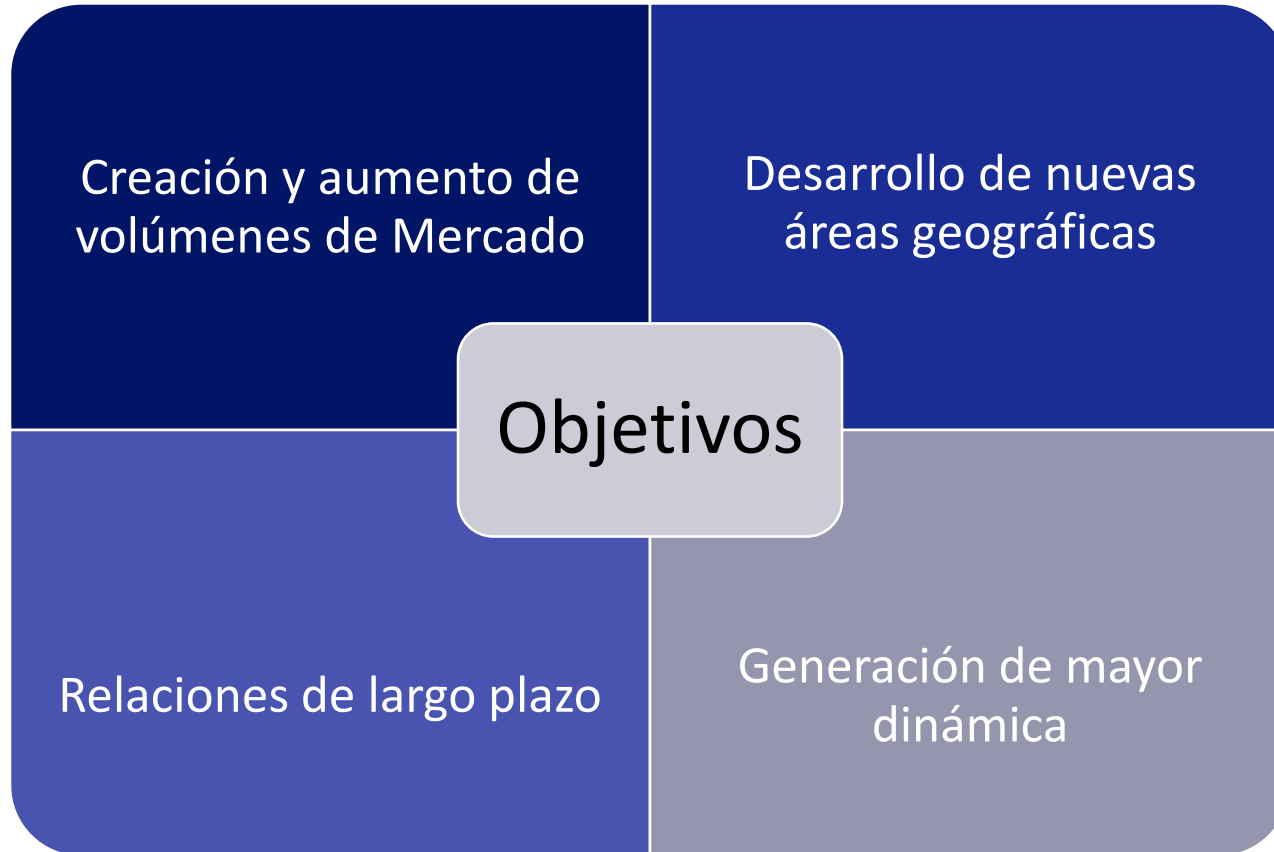 Creación y aumento de
volúmenes de Mercado
Desarrollo de nuevas
áreas geográficas
Objetivos
Relaciones de largo plazo
Generación de mayor
dinámica